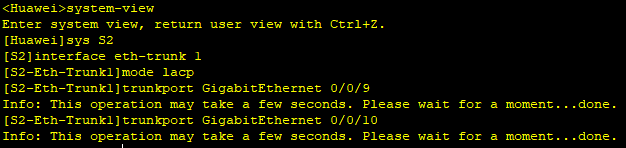 <Huawei>system-view
Enter system view, return user view with Ctrl+Z.
[Huawei]sys S2
[S2]interface eth-trunk 1
[S2-Eth-Trunk1]mode lacp
[S2-Eth-Trunk1]trunkport GigabitEthernet 0/0/9
Info: This operation may take a few seconds. Please wait for a moment...done.
[S2-Eth-Trunk1]trunkport GigabitEthernet 0/0/10
Info: This operation may take a few seconds. Please wait for a moment...done.